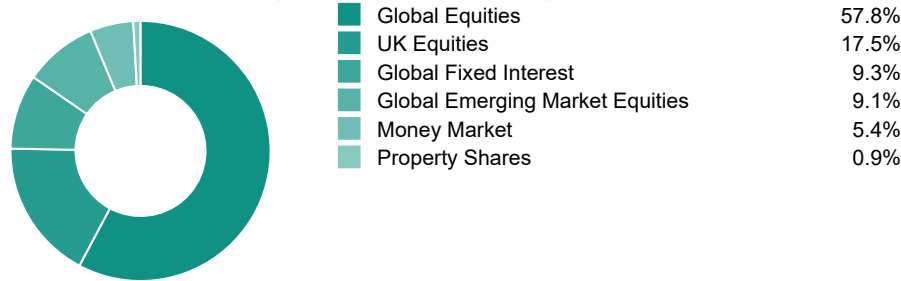 Global Equities 57.8%
UK Equities 17.5%
Global Fixed Interest 9.3%
Global Emerging Market Equities 9.1%
Money Market 5.4%
Property Shares 0.9%